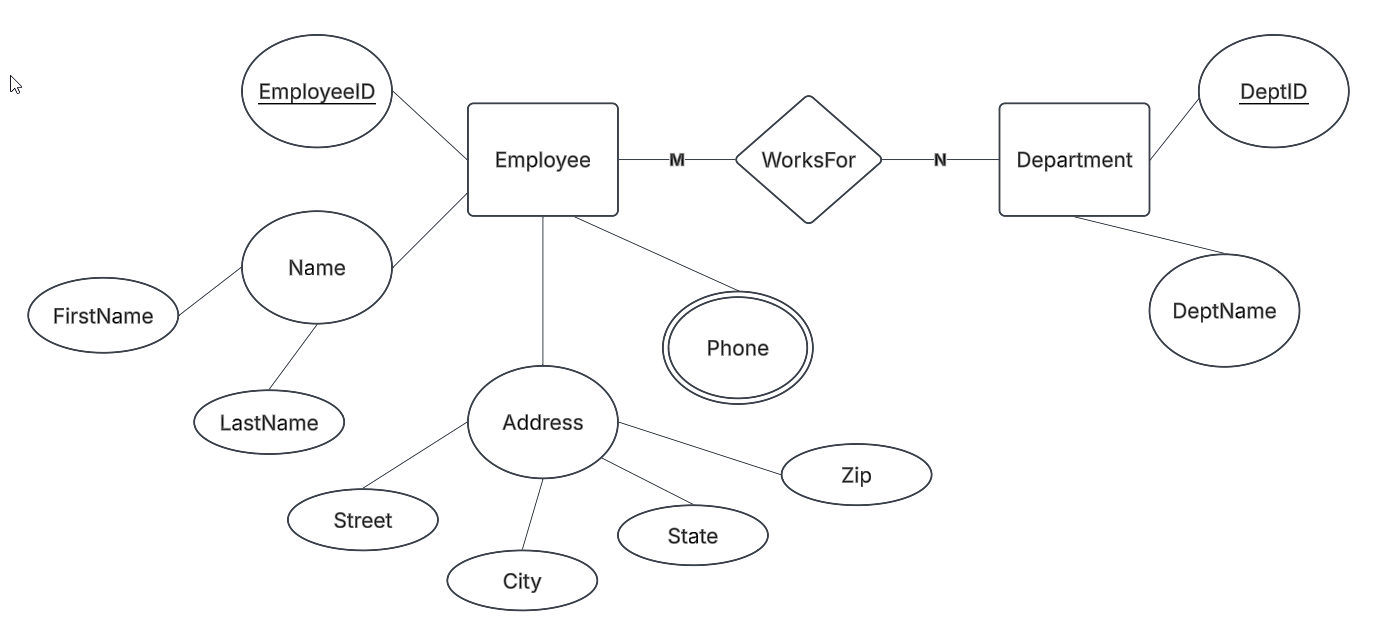 EmployeeID
DeptID
Employee
M
WorksFor
N
Department
Name
FirstName
DeptName
Phone
LastName
Address
Zip
Street
State
City